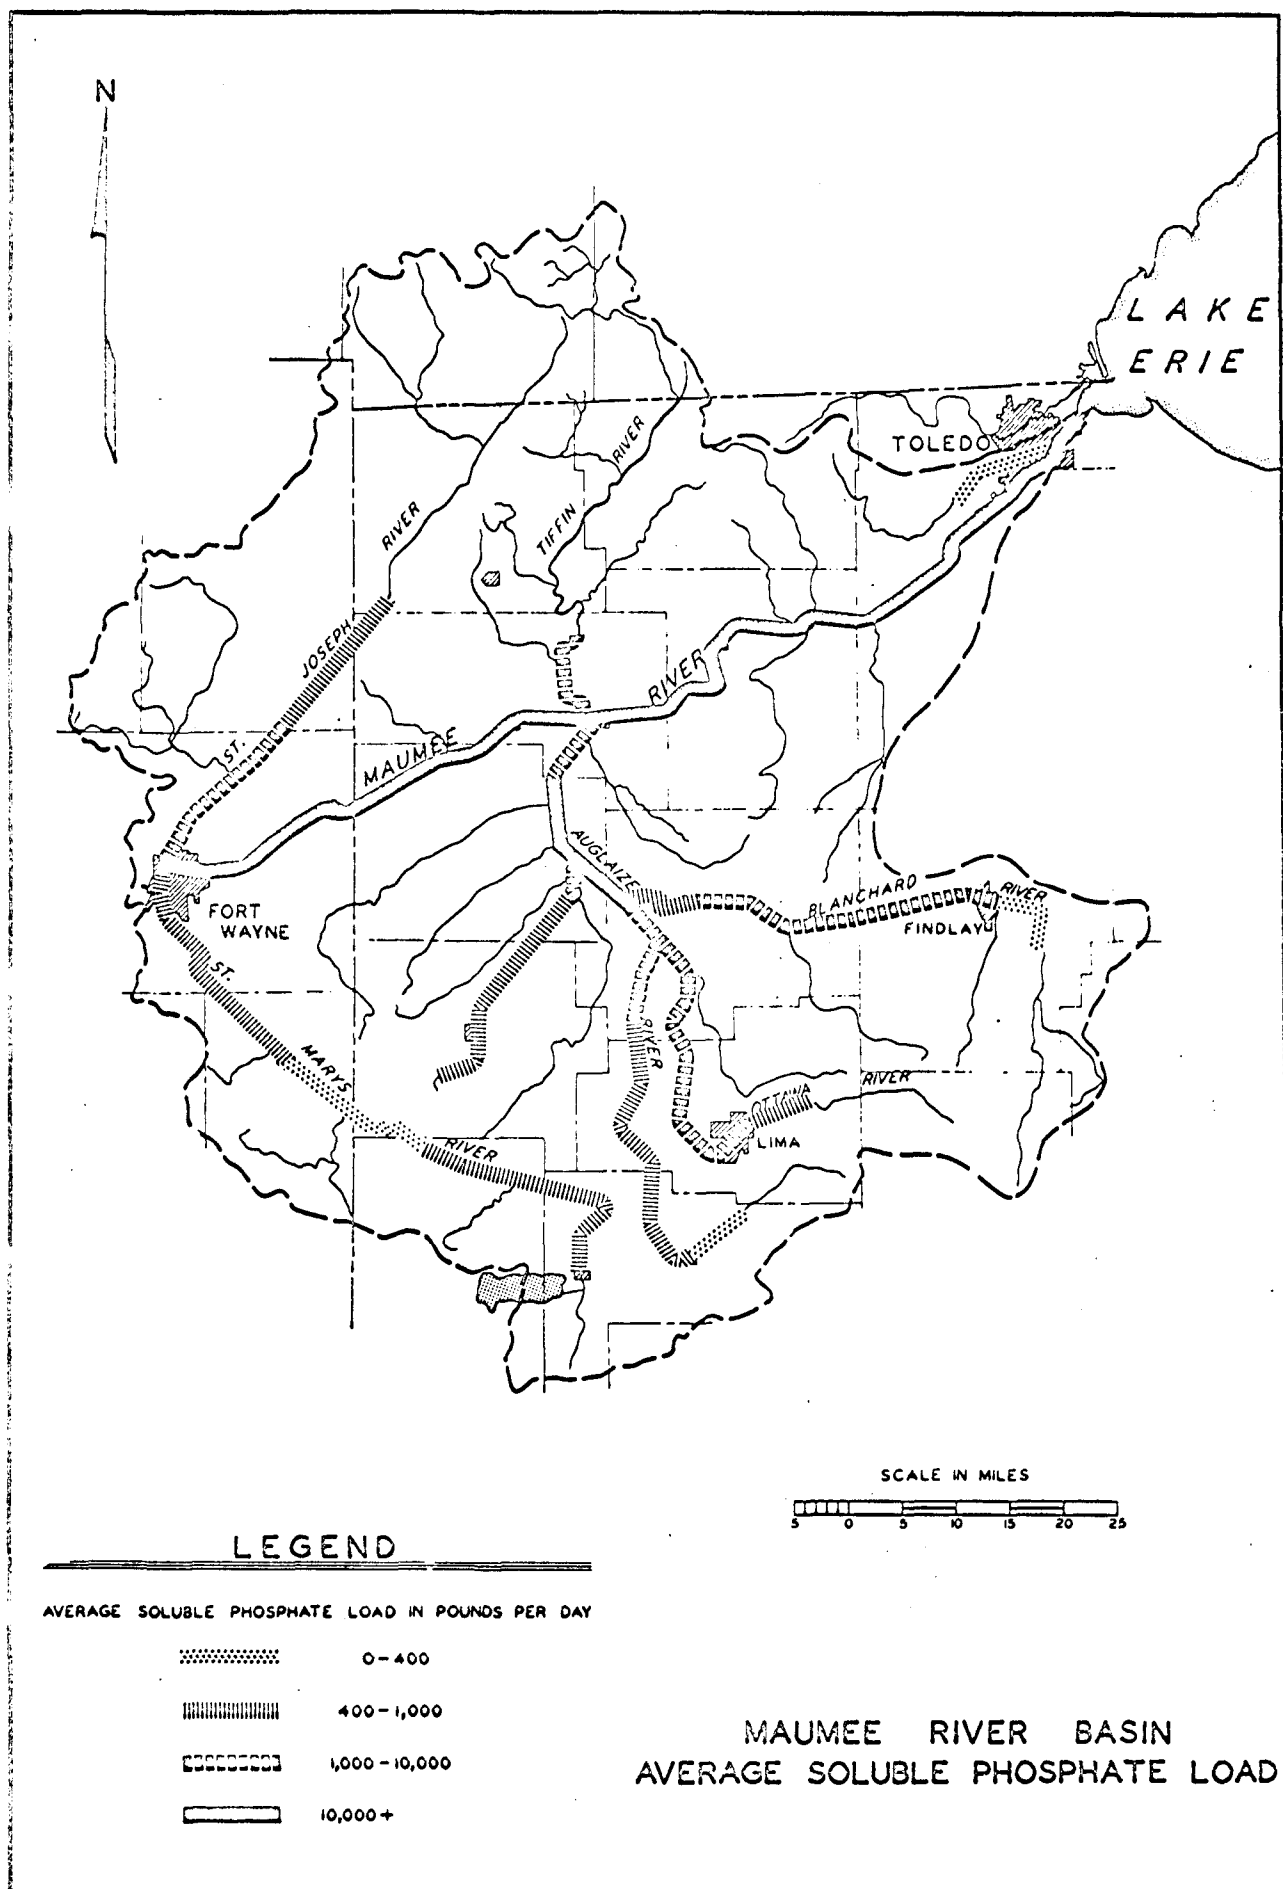 N
LAKE
ERIE
TOLEDO
RIVER
TIFFIN
RIVER
JOSEPH
ST.
RIVER
MAUMEE
AUGLAIZE
BLANCHARD
RIVER
FINDLAY
FORT
WAYNE
ST.
MARYS
RIVER
RIVER
OTTAWA
RIVER
LIMA
SCALE IN MILES
5 0 5 10 15 20 25
LEGEND
AVERAGE SOLUBLE PHOSPHATE LOAD IN POUNDS PER DAY
0-400
400-1,000
1,000-10,000
10,000+
MAUMEE RIVER BASIN
AVERAGE SOLUBLE PHOSPHATE LOAD